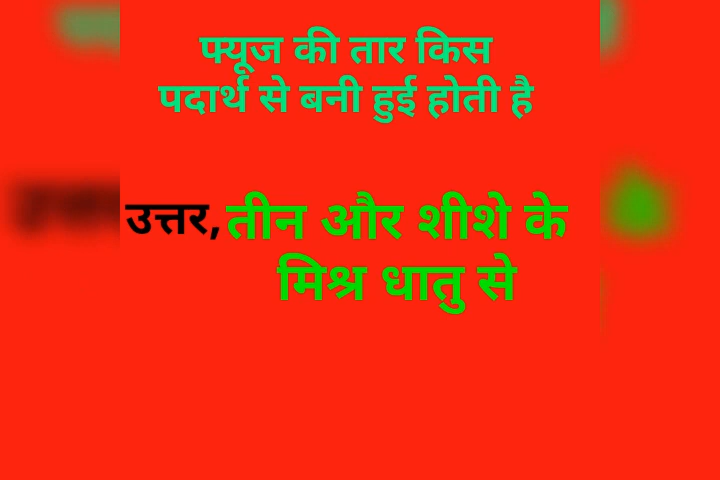 फ्यूज की तार किस
पदार्थ से बनी हुई होती है
उत्तर, तीन और शीशे के
मिश्र धातु से